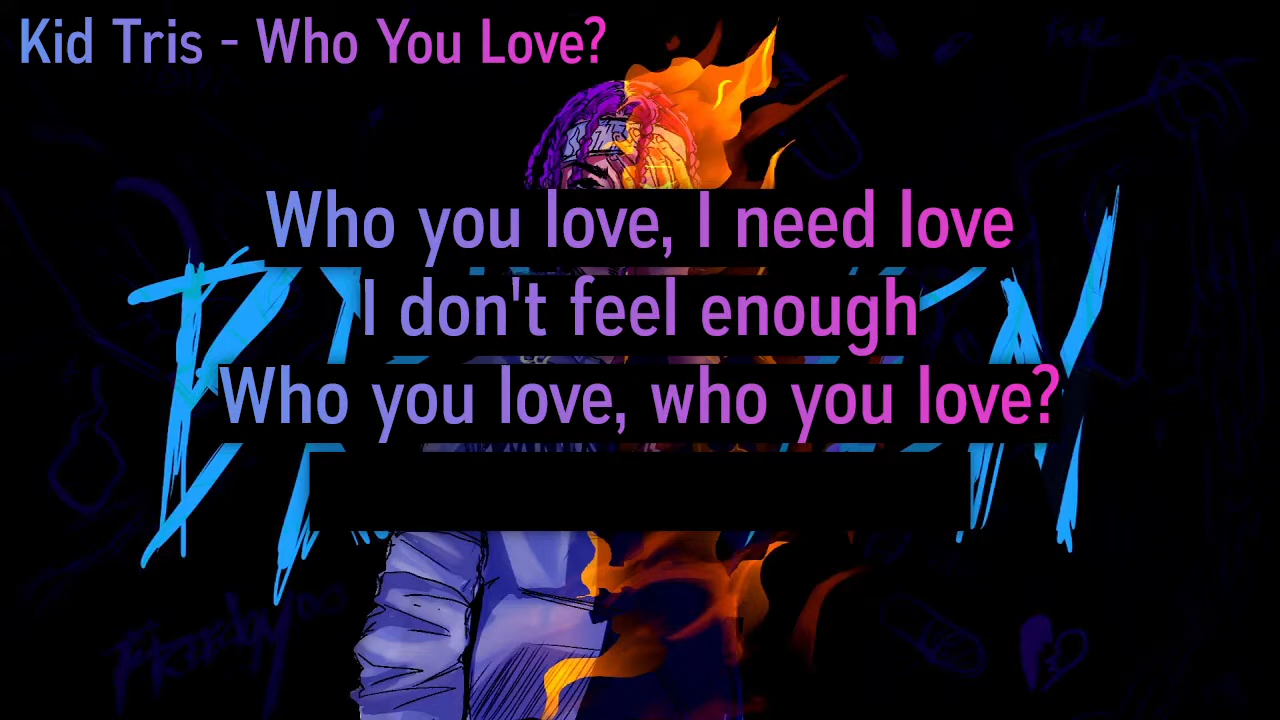 Kid Tris - Who You Love?
Who you love, I need love
I don't feel enough
Who you love, who you love?